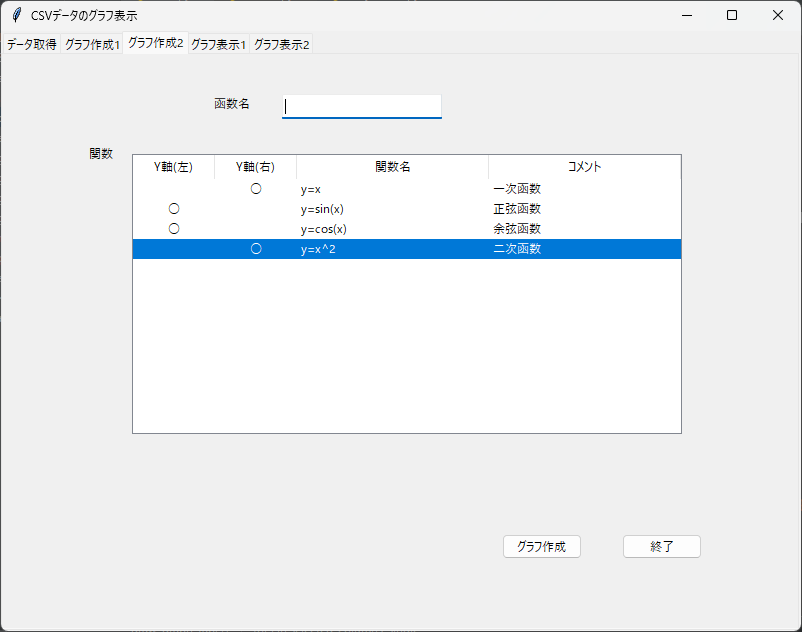 CSVデータのグラフ表示
データ取得 グラフ作成1 グラフ作成2 グラフ表示1 グラフ表示2
函数名
関数
Y軸(左) Y軸(右) 関数名 コメント
〇 y=x 一次函数
〇 y=sin(x) 正弦函数
〇 y=cos(x) 余弦函数
〇 y=x^2 二次函数
グラフ作成 終了